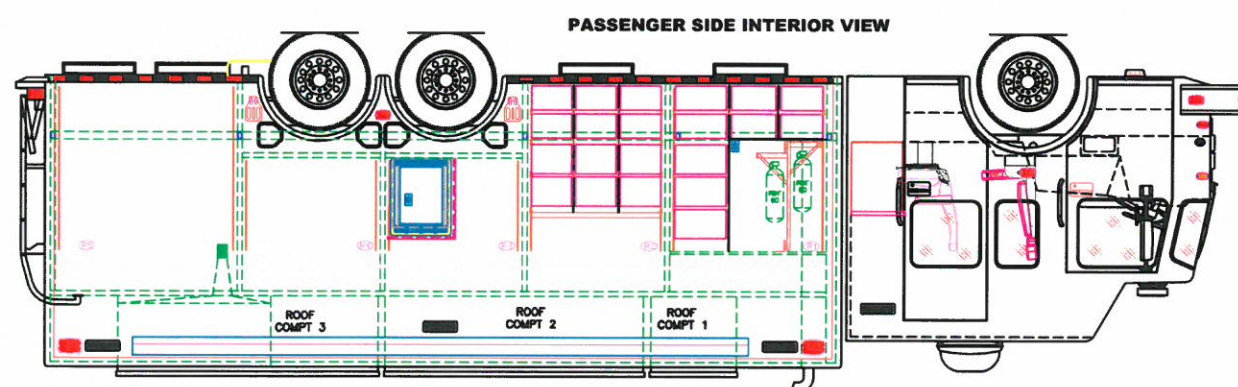 PASSENGER SIDE INTERIOR VIEW
ROOF
COMPT 3
ROOF
COMPT 2
ROOF
COMPT 1